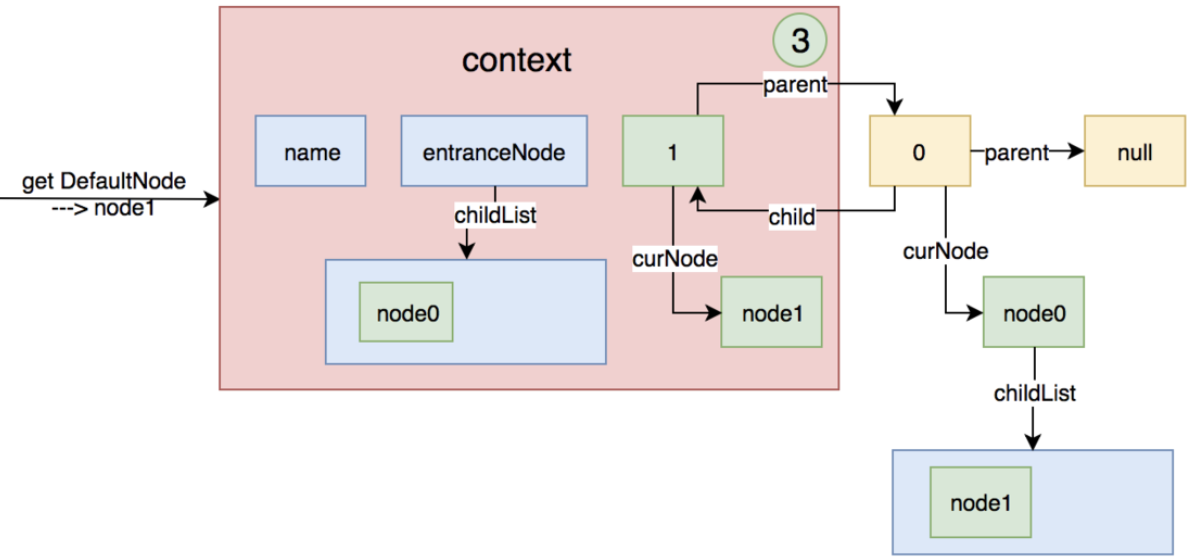 3
context
parent
name
entranceNode
1
0
parent
null
get DefaultNode
---> node1
childList
child
curNode
curNode
node0
node1
node0
childList
node1